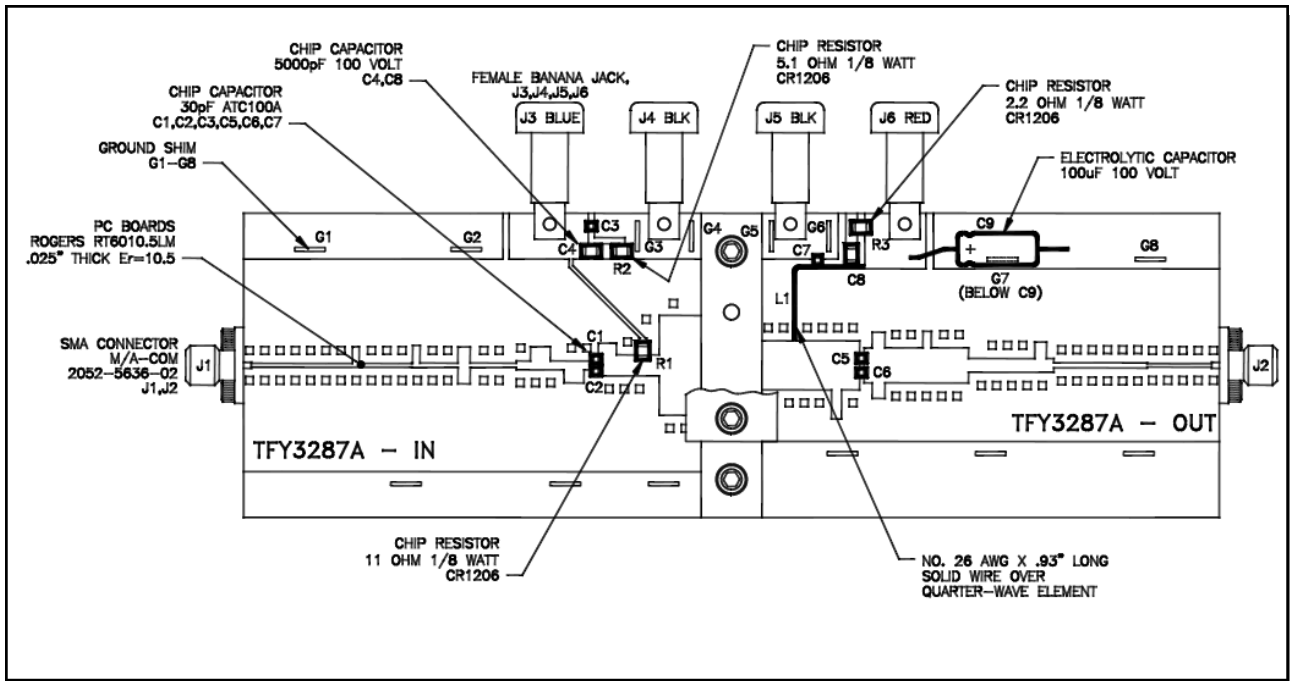 CHIP CAPACITOR
5000pF 100 VOLT
C4,C8
CHIP CAPACITOR
30pF ATC100A
C1,C2,C3,C5,C6,C7
GROUND SHIM
G1-G8
PC BOARDS
ROGERS RT6010.5LM
.025" THICK Er=10.5
SMA CONNECTOR
M/A-COM
2052-5636-02
J1,J2
FEMALE BANANA JACK,
J3,J4,J5,J6
CHIP RESISTOR
5.1 OHM 1/8 WATT
CR1206
CHIP RESISTOR
2.2 OHM 1/8 WATT
CR1206
ELECTROLYTIC CAPACITOR
100uF 100 VOLT
J3 BLUE
J4 BLK
J5 BLK
J6 RED
G1
G2
C3
C4
R2
G3
G4
G5
G6
C7
R3
C8
C9
+
G7
(BELOW C9)
G8
L1
J1
C1
C2
R1
C5
C6
J2
TFY3287A - IN
TFY3287A - OUT
CHIP RESISTOR
11 OHM 1/8 WATT
CR1206
NO. 26 AWG X .93" LONG
SOLID WIRE OVER
QUARTER-WAVE ELEMENT